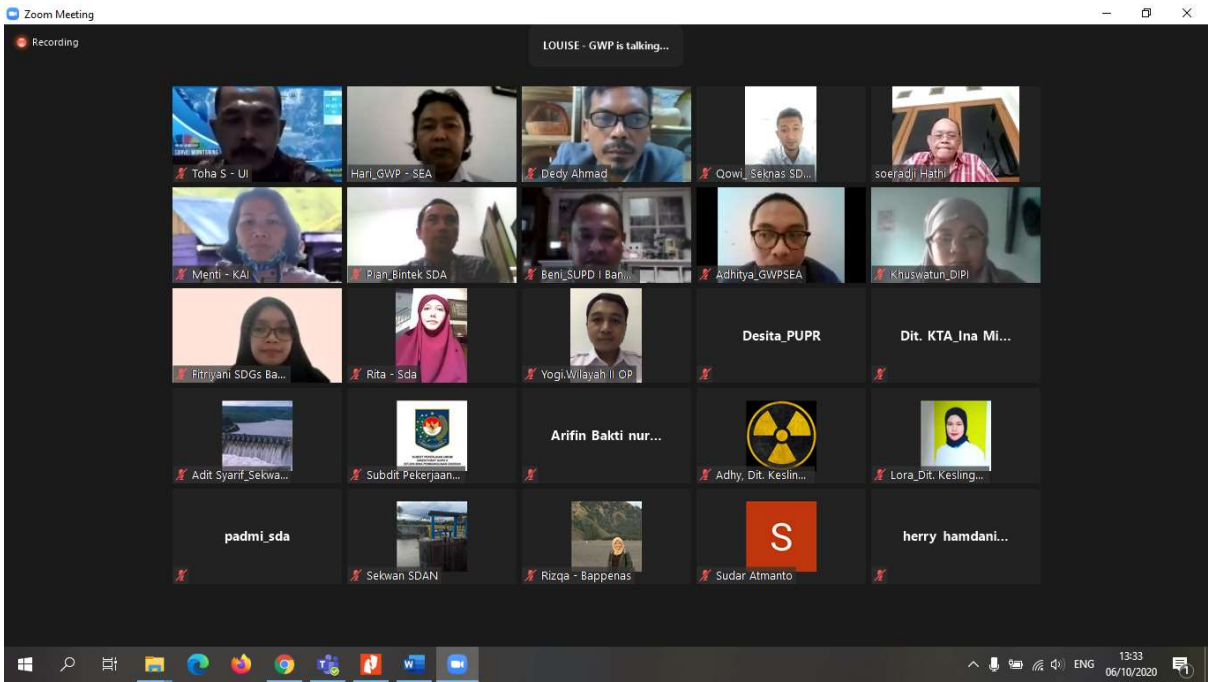 Zoom Meeting
Recording
LOUISE - GWP is talking...
Toha S - UI
Hari_GWP - SEA
Dedy Ahmad
Qowi_ Seknas SD...
soeradji Hathi
Menti - KAI
Pian_Bintek SDA
Beni_SUPD I Ban...
Adhitya_GWPSEA
Khuswatun_DIPI
Fitriyani SDGs Ba...
Rita - Sda
Yogi.Wilayah II OP
Desita_PUPR
Dit. KTA_Ina Mi...
Adit Syarif_Sekwa...
Subdit Pekerjaan...
Arifin Bakti nur...
Adhy, Dit. Keslin...
Lora_Dit. Kesling...
padmi_sda
Sekwan SDAN
Rizqa - Bappenas
S
Sudar Atmanto
herry hamdani...
ENG
13:33
06/10/2020